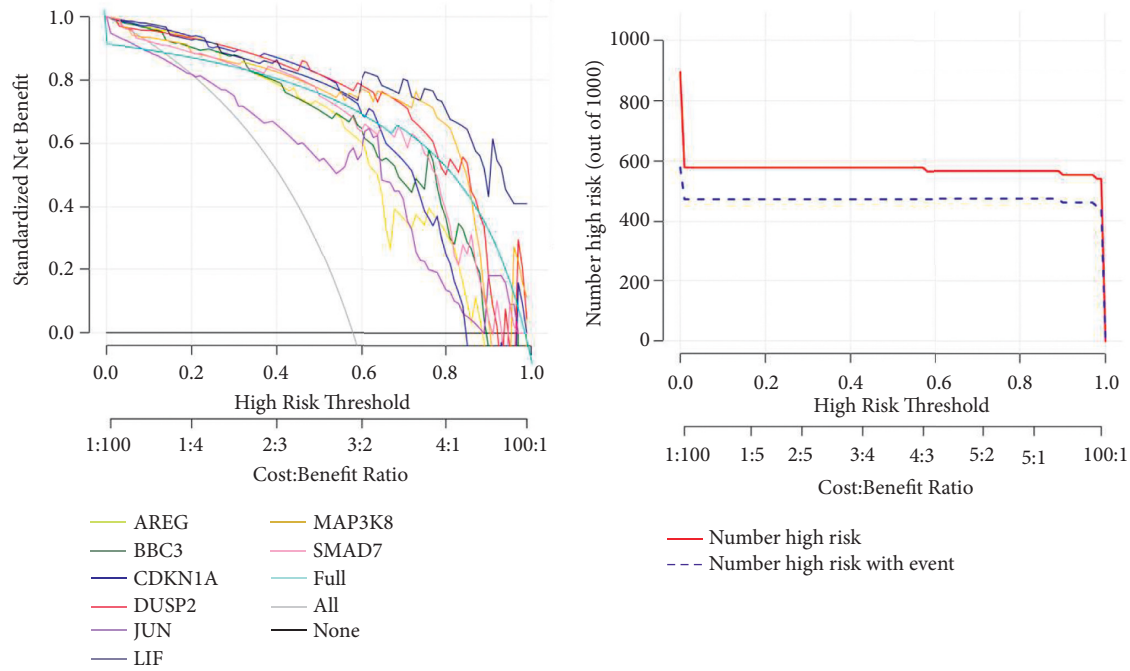 Standardized Net Benefit
1.0
0.8
0.6
0.4
0.2
0.0
0.0 0.2 0.4 0.6 0.8 1.0
High Risk Threshold
1:100 1:4 2:3 3:2 4:1 100:1
Cost:Benefit Ratio
AREG
BBC3
CDKN1A
DUSP2
JUN
LIF
MAP3K8
SMAD7
Full
All
None
Number high risk (out of 1000)
1000
800
600
400
200
0
0.0 0.2 0.4 0.6 0.8 1.0
High Risk Threshold
1:100 1:5 2:5 3:4 4:3 5:2 5:1 100:1
Cost:Benefit Ratio
Number high risk
Number high risk with event